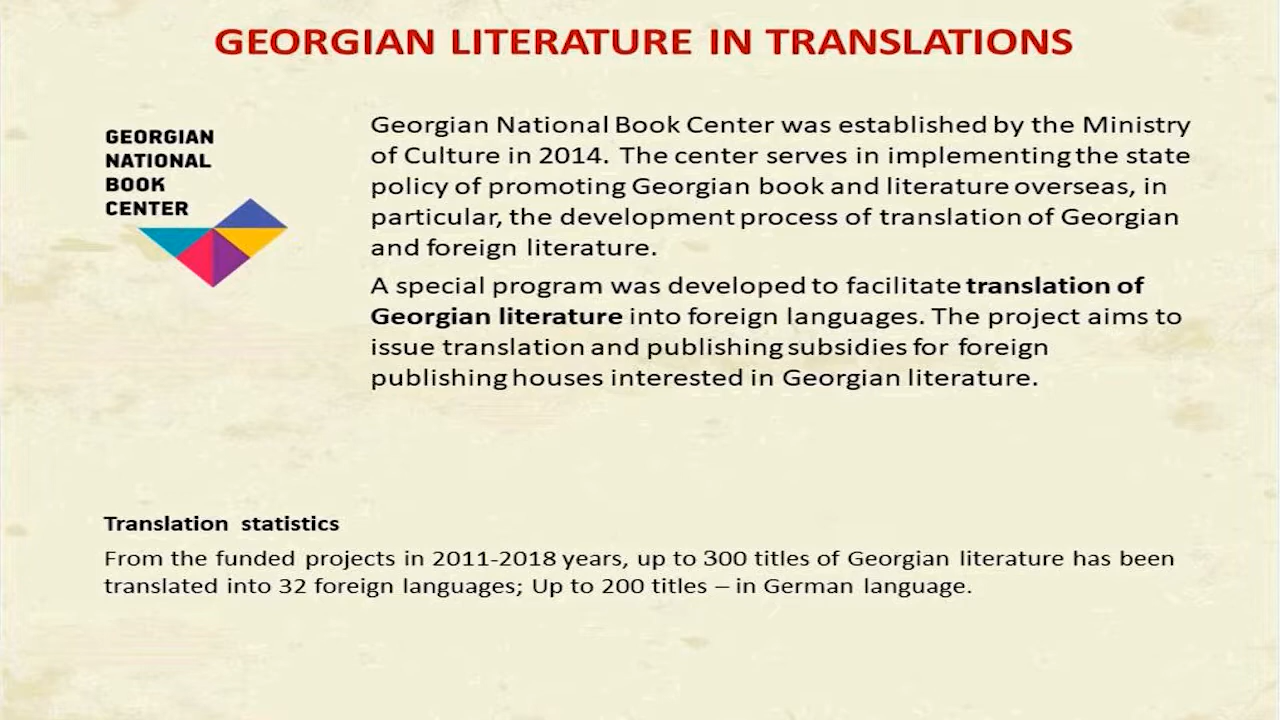 GEORGIAN LITERATURE IN TRANSLATIONS
GEORGIAN
NATIONAL
BOOK
CENTER
Georgian National Book Center was established by the Ministry
of Culture in 2014. The center serves in implementing the state
policy of promoting Georgian book and literature overseas, in
particular, the development process of translation of Georgian
and foreign literature.
A special program was developed to facilitate translation of
Georgian literature into foreign languages. The project aims to
issue translation and publishing subsidies for foreign
publishing houses interested in Georgian literature.
Translation statistics
From the funded projects in 2011-2018 years, up to 300 titles of Georgian literature has been
translated into 32 foreign languages; Up to 200 titles – in German language.